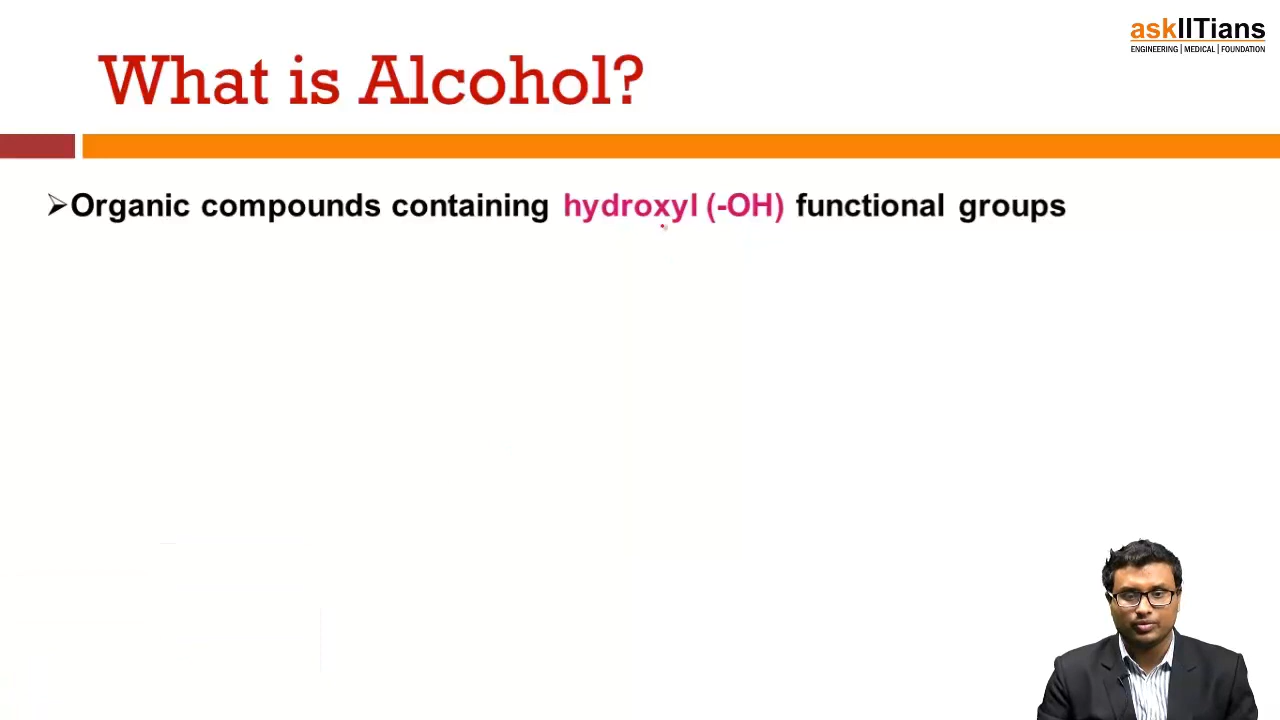 askIITians
ENGINEERING | MEDICAL | FOUNDATION
What is Alcohol?
➢Organic compounds containing hydroxyl (-OH) functional groups